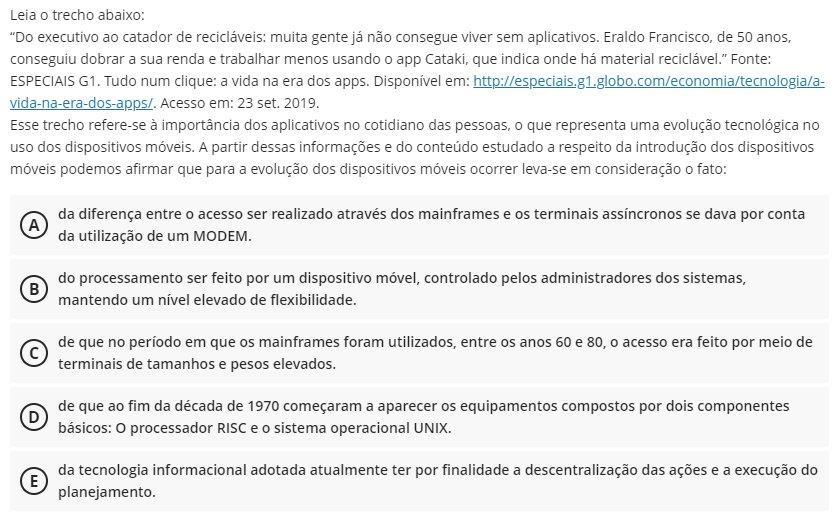 Leia o trecho abaixo:
“Do executivo ao catador de recicláveis: muita gente já não consegue viver sem aplicativos. Eraldo Francisco, de 50 anos,
conseguiu dobrar a sua renda e trabalhar menos usando o app Cataki, que indica onde há material reciclável.” Fonte:
ESPECIAIS G1. Tudo num clique: a vida na era dos apps. Disponível em: http://especiais.g1.globo.com/economia/tecnologia/a-
vida-na-era-dos-apps/. Acesso em: 23 set. 2019.
Esse trecho refere-se à importância dos aplicativos no cotidiano das pessoas, o que representa uma evolução tecnológica no
uso dos dispositivos móveis. A partir dessas informações e do conteúdo estudado a respeito da introdução dos dispositivos
móveis podemos afirmar que para a evolução dos dispositivos móveis ocorrer leva-se em consideração o fato:
A
da diferença entre o acesso ser realizado através dos mainframes e os terminais assíncronos se dava por conta
da utilização de um MODEM.
B
do processamento ser feito por um dispositivo móvel, controlado pelos administradores dos sistemas,
mantendo um nível elevado de flexibilidade.
C
de que no período em que os mainframes foram utilizados, entre os anos 60 e 80, o acesso era feito por meio de
terminais de tamanhos e pesos elevados.
D
de que ao fim da década de 1970 começaram a aparecer os equipamentos compostos por dois componentes
básicos: O processador RISC e o sistema operacional UNIX.
E
da tecnologia informacional adotada atualmente ter por finalidade a descentralização das ações e a execução do
planejamento.